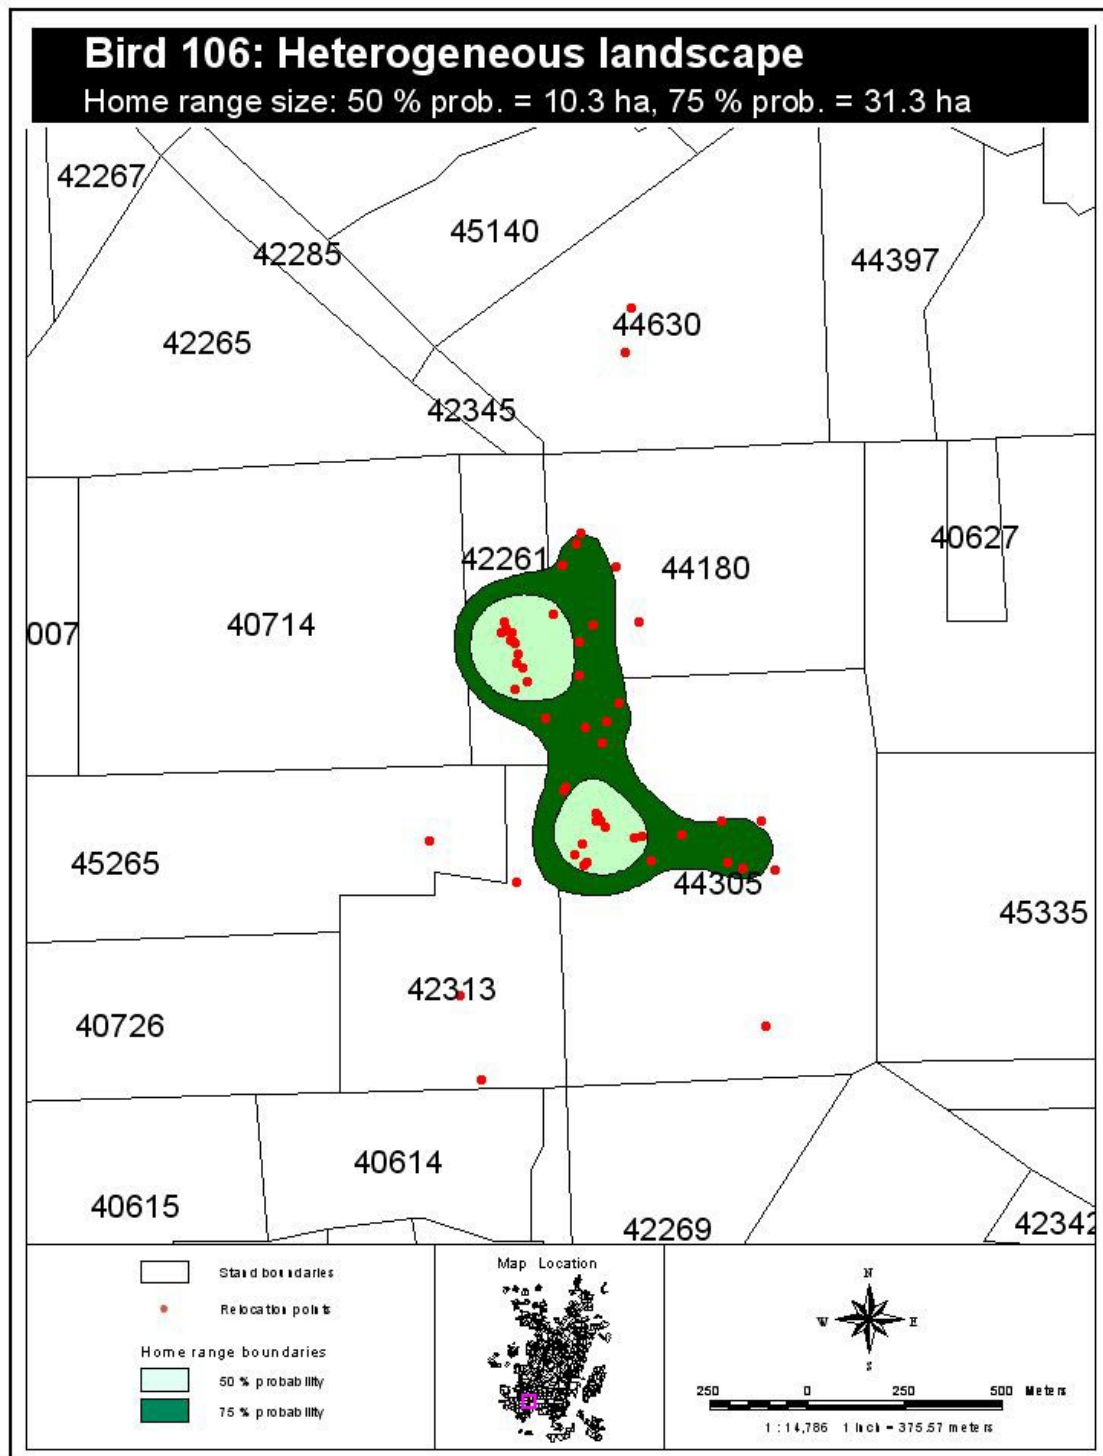 Bird 106: Heterogeneous landscape
Home range size: 50 % prob. = 10.3 ha, 75 % prob. = 31.3 ha
42267
45140
42285
44397
44630
42265
42345
40627
42261
44180
40714
007
45265
44305
45335
42313
40726
40614
40615
42269
42342
Stand boundaries
Relocation points
Home range boundaries
50 % probability
75 % probability
Map Location
N
W E
S
250 0 250 500 Meters
1 : 14,786 1 Inch = 375.57 meters